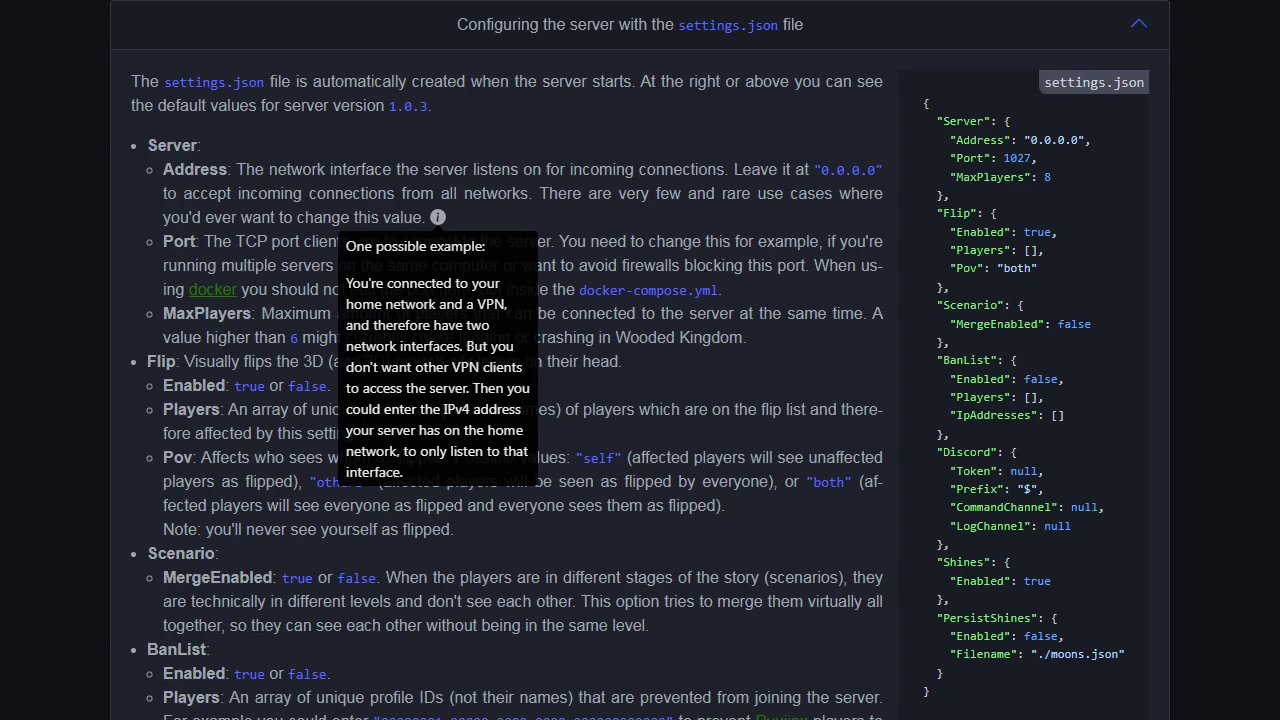 Configuring the server with the settings.json file
The settings.json file is automatically created when the server starts. At the right or above you can see
the default values for server version 1.0.3.
• Server:
Address: The network interface the server listens on for incoming connections. Leave it at "0.0.0.0"
to accept incoming connections from all networks. There are very few and rare use cases where
you'd ever want to change this value. i
Port: The TCP port client server. You need to change this for example, if you're
running multiple servers on the same computer or want to avoid firewalls blocking this port. When us-
ing docker you should no inside the docker-compose.yml.
MaxPlayers: Maximum amount of players that can be connected to the server at the same time. A
value higher than 6 migh or crashing in Wooded Kingdom.
• Flip: Visually flips the 3D on their head.
Enabled: true or false.
Players: An array of uniq mes) of players which are on the flip list and there-
fore affected by this setti
Pov: Affects who sees flipped. Possible values: "self" (affected players will see unaffected
players as flipped), "others" (affected players will be seen as flipped by everyone), or "both" (af-
fected players will see everyone as flipped and everyone sees them as flipped).
Note: you'll never see yourself as flipped.
• Scenario:
MergeEnabled: true or false. When the players are in different stages of the story (scenarios), they
are technically in different levels and don't see each other. This option tries to merge them virtually all
together, so they can see each other without being in the same level.
• BanList:
Enabled: true or false.
Players: An array of unique profile IDs (not their names) that are prevented from joining the server.
One possible example:
You're connected to your
home network and a VPN,
and therefore have two
network interfaces. But you
don't want other VPN clients
to access the server. Then you
could enter the IPv4 address
your server has on the home
network, to only listen to that
interface.
settings.json
{
"Server": {
"Address": "0.0.0.0",
"Port": 1027,
"MaxPlayers": 8
},
"Flip": {
"Enabled": true,
"Players": [],
"Pov": "both"
},
"Scenario": {
"MergeEnabled": false
},
"BanList": {
"Enabled": false,
"Players": [],
"IpAddresses": []
},
"Discord": {
"Token": null,
"Prefix": "$",
"CommandChannel": null,
"LogChannel": null
},
"Shines": {
"Enabled": true
},
"PersistShines": {
"Enabled": false,
"Filename": "./moons.json"
}
}